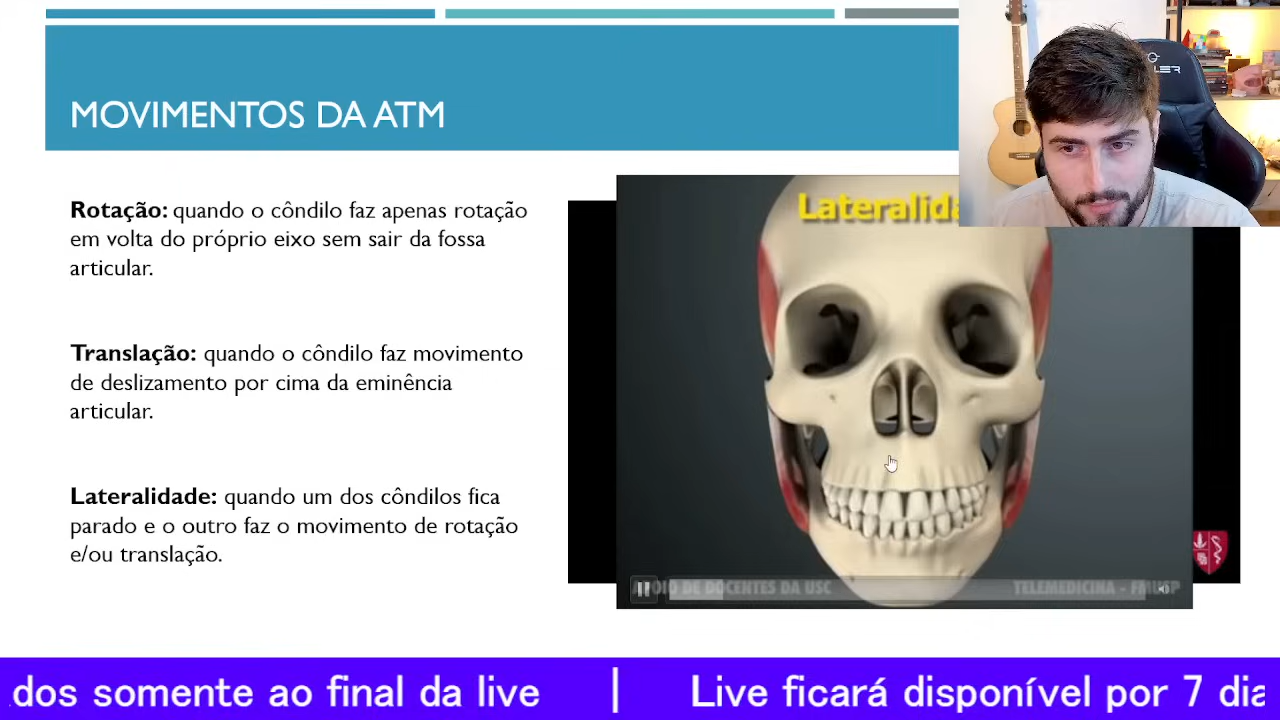 MOVIMENTOS DA ATM
Rotação: quando o côndilo faz apenas rotação
em volta do próprio eixo sem sair da fossa
articular.
Translação: quando o côndilo faz movimento
de deslizamento por cima da eminência
articular.
Lateralidade: quando um dos côndilos fica
parado e o outro faz o movimento de rotação
e/ou translação.
Lateralida
APOIO DE DOCENTES DA USC
TELEMEDICINA - FMUSP
dos somente ao final da live | Live ficará disponível por 7 dia